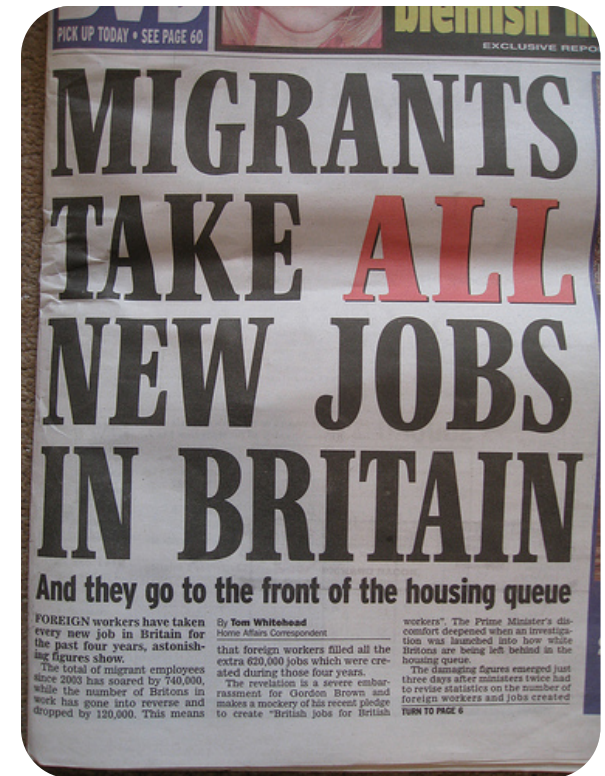 DVD
PICK UP TODAY • SEE PAGE 60
blemish
EXCLUSIVE
MIGRANTS
TAKE ALL
NEW JOBS
IN BRITAIN
And they go to the front of the housing queue
FOREIGN workers have taken
every new job in Britain for
the past four years, astonish-
ing figures show.
The total of migrant employees
since 2003 has soared by 740,000,
while the number of Britons in
work has gone into reverse and
dropped by 120,000. This means
By Tom Whitehead
Home Affairs Correspondent
that foreign workers filled all the
extra 620,000 jobs which were cre-
ated during those four years.
The revelation is a severe embar-
rassment for Gordon Brown and
makes a mockery of his recent pledge
to create "British jobs for British
workers". The Prime Minister's dis-
comfort deepened when an investiga-
tion was launched into how white
Britons are being left behind in the
housing queue.
The damaging figures emerged just
three days after ministers twice had
to revise statistics on the number of
foreign workers and jobs created
TURN TO PAGE 6